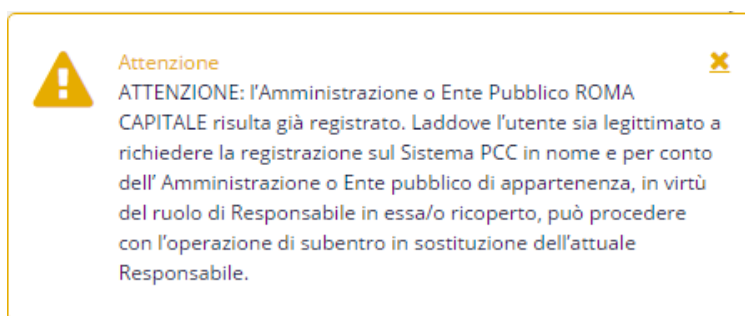 Attenzione
ATTENZIONE: l'Amministrazione o Ente Pubblico ROMA
CAPITALE risulta già registrato. Laddove l'utente sia legittimato a
richiedere la registrazione sul Sistema PCC in nome e per conto
dell' Amministrazione o Ente pubblico di appartenenza, in virtù
del ruolo di Responsabile in essa/o ricoperto, può procedere
con l'operazione di subentro in sostituzione dell'attuale
Responsabile.